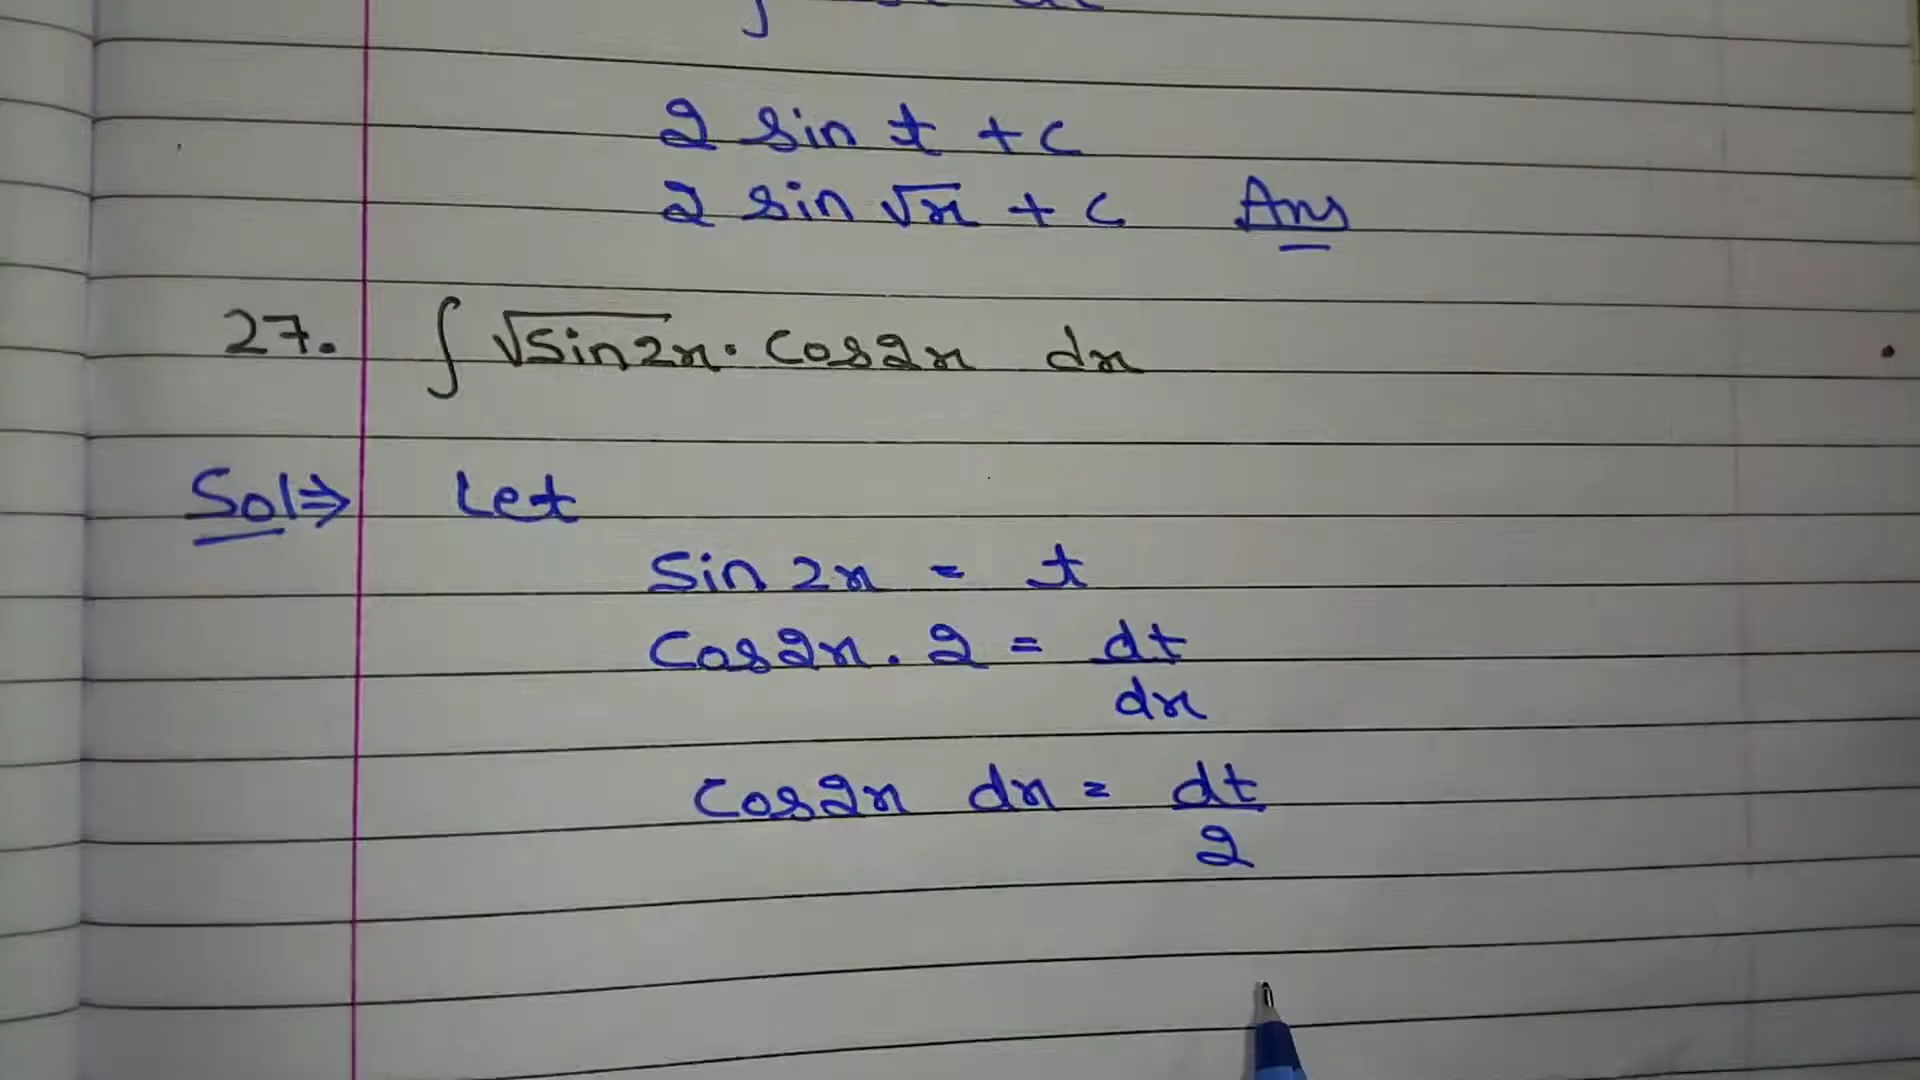 2 sin t + c
2 sin √x + c Ans
27. ∫ √sin2x · cos2x dx
Sol⇒ Let
Sin 2x = t
Cos2x . 2 = dt/dx
Cos2x dx = dt/2